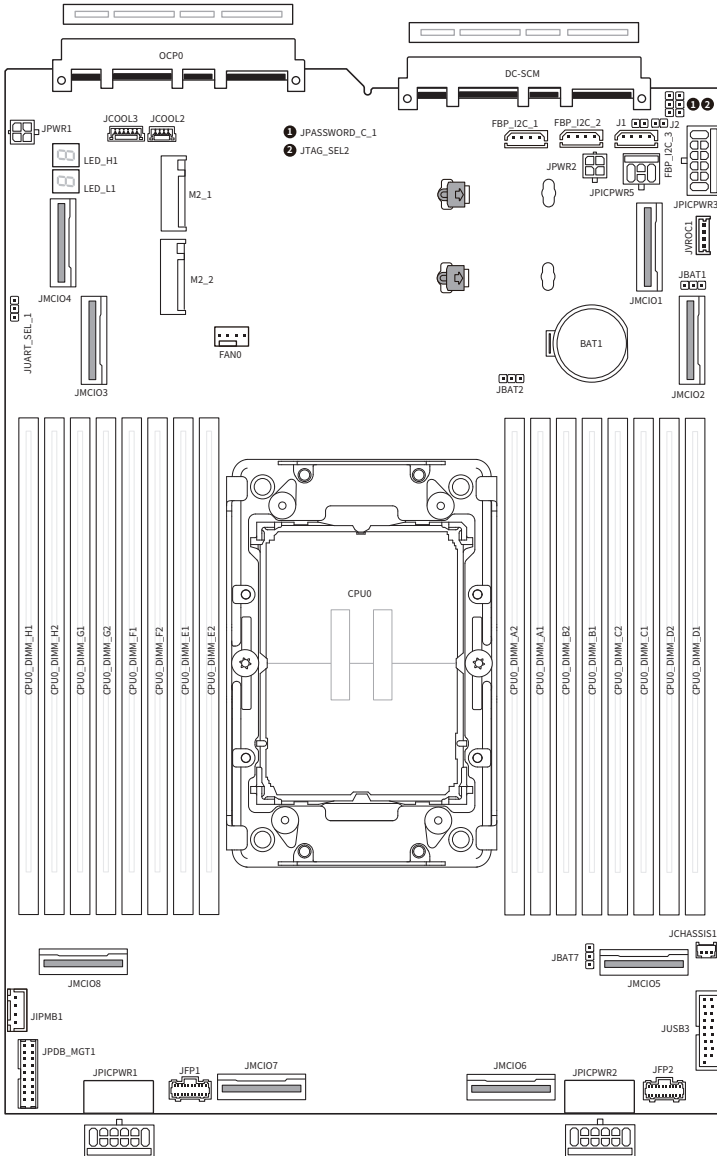 OCP0
DC-SCM
JPWR1
JCOOL3
JCOOL2
❶ JPASSWORD_C_1
❷ JTAG_SEL2
FBP_I2C_1
FBP_I2C_2
J1
J2
❶ ❷
FBP_I2C_3
LED_H1
LED_L1
M2_1
JPWR2
JPICPWR5
JPICPWR3
JVROC1
M2_2
JMCIO4
JMCIO1
JBAT1
JUART_SEL_1
FAN0
BAT1
JMCIO3
JBAT2
JMCIO2
CPU0
CPU0_DIMM_H1
CPU0_DIMM_H2
CPU0_DIMM_G1
CPU0_DIMM_G2
CPU0_DIMM_F1
CPU0_DIMM_F2
CPU0_DIMM_E1
CPU0_DIMM_E2
CPU0_DIMM_A2
CPU0_DIMM_A1
CPU0_DIMM_B2
CPU0_DIMM_B1
CPU0_DIMM_C2
CPU0_DIMM_C1
CPU0_DIMM_D2
CPU0_DIMM_D1
JCHASSIS1
JBAT7
JMCIO8
JMCIO5
JIPMB1
JUSB3
JPDB_MGT1
JPICPWR1
JFP1
JMCIO7
JMCIO6
JPICPWR2
JFP2